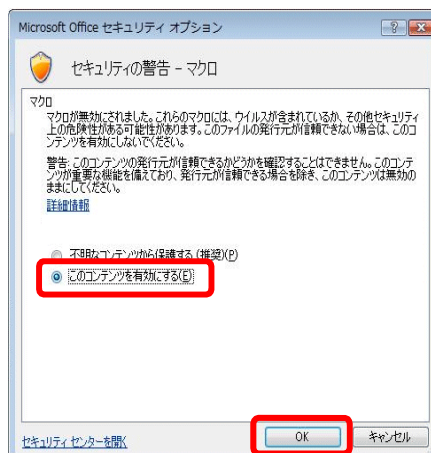 Microsoft Office セキュリティ オプション
セキュリティの警告 - マクロ
マクロ
マクロが無効にされました。これらのマクロには、ウイルスが含まれているか、その他セキュリティ
上の危険性がある可能性があります。このファイルの発行元が信頼できない場合は、このコ
ンテンツを有効にしないでください。
警告: このコンテンツの発行元が信頼できるかどうかを確認することはできません。このコンテ
ンツが重要な機能を備えており、発行元が信頼できる場合を除き、このコンテンツは無効の
ままにしてください。
詳細情報
不明なコンテンツから保護する (推奨)(P)
このコンテンツを有効にする(E)
セキュリティ センターを開く
OK
キャンセル